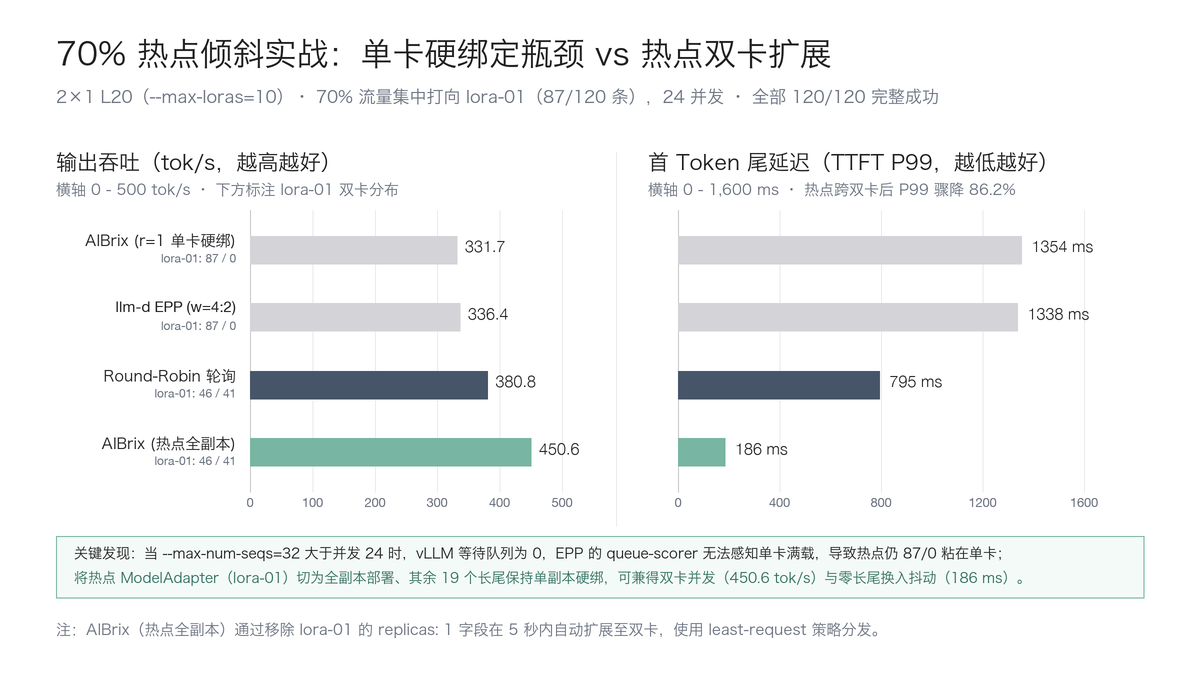 70% 热点倾斜实战：单卡硬绑定瓶颈 vs 热点双卡扩展
2×1 L20（--max-loras=10） · 70% 流量集中打向 lora-01（87/120 条），24 并发 · 全部 120/120 完整成功
输出吞吐（tok/s，越高越好）
横轴 0 - 500 tok/s · 下方标注 lora-01 双卡分布
AIBrix (r=1 单卡硬绑)
lora-01: 87 / 0
331.7
llm-d EPP (w=4:2)
lora-01: 87 / 0
336.4
Round-Robin 轮询
lora-01: 46 / 41
380.8
AIBrix (热点全副本)
lora-01: 46 / 41
450.6
0 100 200 300 400 500
首 Token 尾延迟（TTFT P99，越低越好）
横轴 0 - 1,600 ms · 热点跨双卡后 P99 骤降 86.2%
1354 ms
1338 ms
795 ms
186 ms
0 400 800 1200 1600
关键发现：当 --max-num-seqs=32 大于并发 24 时，vLLM 等待队列为 0，EPP 的 queue-scorer 无法感知单卡满载，导致热点仍 87/0 粘在单卡；
将热点 ModelAdapter（lora-01）切为全副本部署、其余 19 个长尾保持单副本硬绑，可兼得双卡并发（450.6 tok/s）与零长尾换入抖动（186 ms）。
注：AIBrix（热点全副本）通过移除 lora-01 的 replicas: 1 字段在 5 秒内自动扩展至双卡，使用 least-request 策略分发。